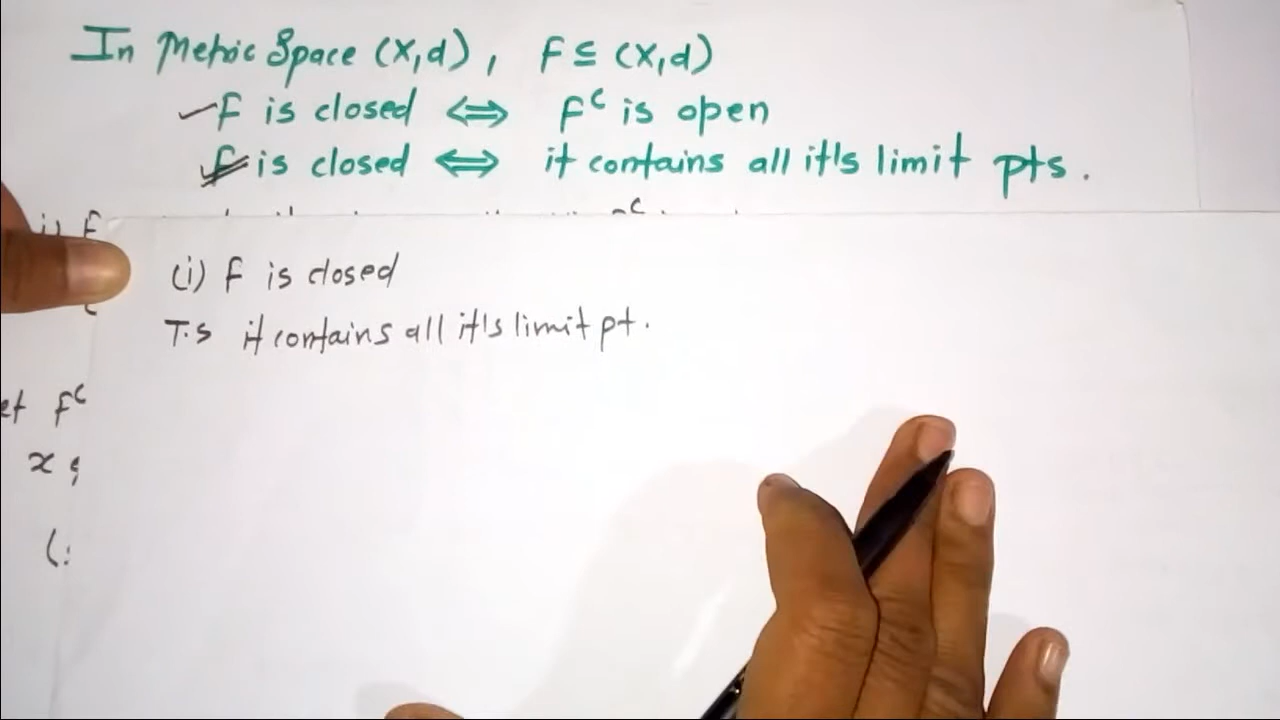 In Metric Space (X,d), F ⊆ (X,d)
F is closed ⇔ F^c is open
F is closed ⇔ it contains all it's limit pts.
i) F
(i) F is closed
T.S it contains all it's limit pt.
et F^c
x
(: